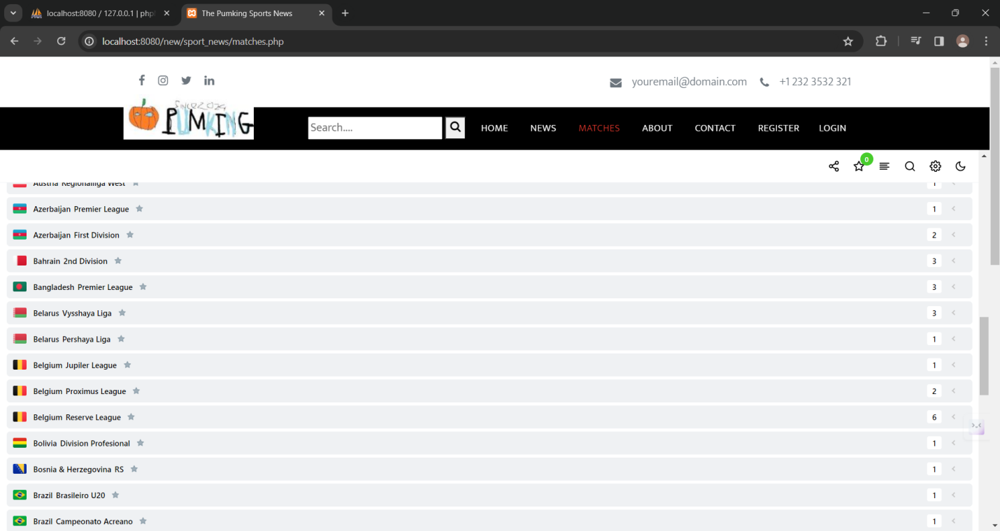 localhost:8080 / 127.0.0.1 | php
The Pumking Sports News
localhost:8080/new/sport_news/matches.php
youremail@domain.com
+1 232 3532 321
PUMKING
Search....
HOME
NEWS
MATCHES
ABOUT
CONTACT
REGISTER
LOGIN
0
Austria Regionalliga West
1
Azerbaijan Premier League
1
Azerbaijan First Division
2
Bahrain 2nd Division
3
Bangladesh Premier League
3
Belarus Vysshaya Liga
3
Belarus Pershaya Liga
1
Belgium Jupiler League
1
Belgium Proximus League
2
Belgium Reserve League
6
Bolivia Division Profesional
1
Bosnia & Herzegovina RS
1
Brazil Brasileiro U20
1
Brazil Campeonato Acreano
1